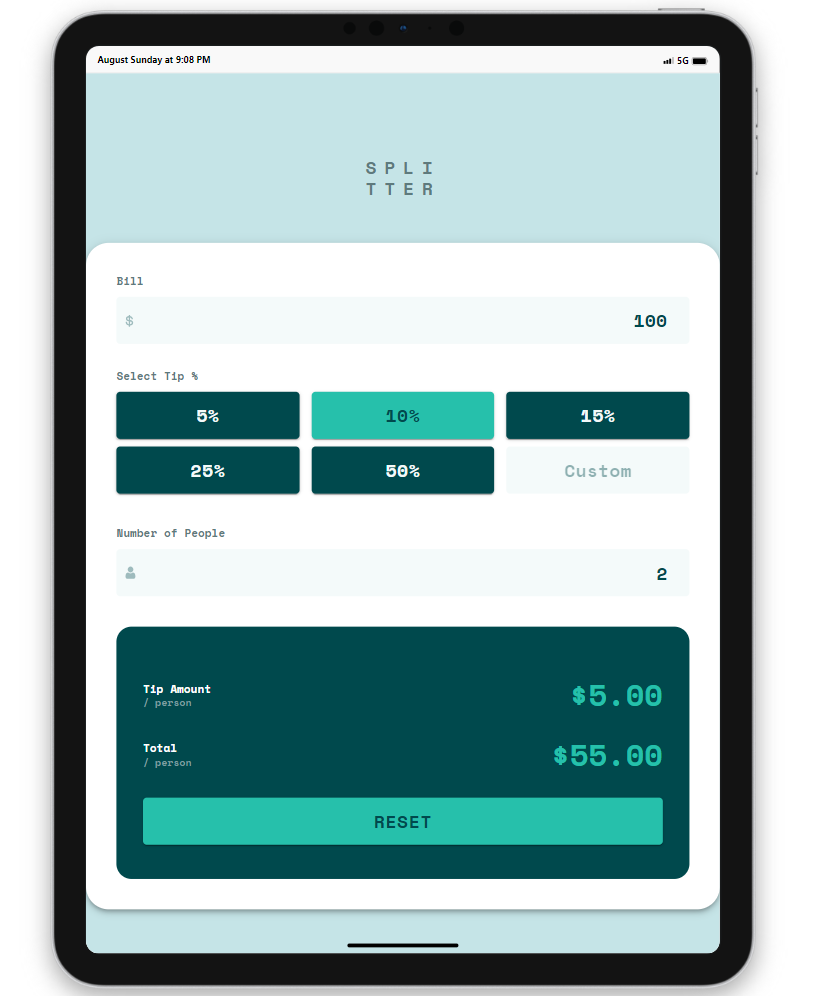 August Sunday at 9:08 PM
5G
SPLI
TTER
Bill
$
100
Select Tip %
5%
10%
15%
25%
50%
Custom
Number of People
2
Tip Amount
/ person
$5.00
Total
/ person
$55.00
RESET